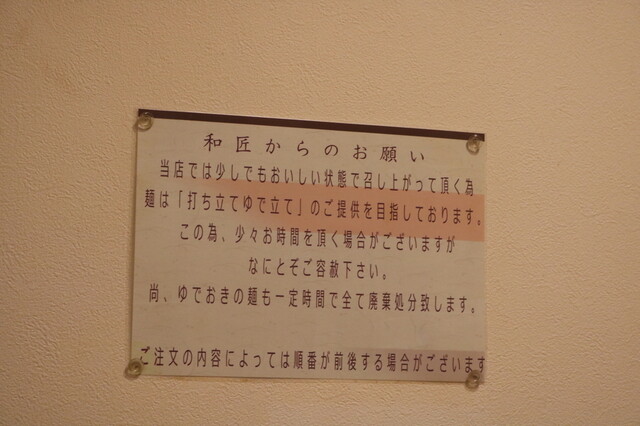 和匠からのお願い
当店では少しでもおいしい状態で召し上がって頂く為
麺は「打ち立てゆで立て」のご提供を目指しております。
この為、少々お時間を頂く場合がございますが
なにとぞご容赦下さい。
尚、ゆでおきの麺も一定時間で全て廃棄処分致します。
ご注文の内容によっては順番が前後する場合がございます